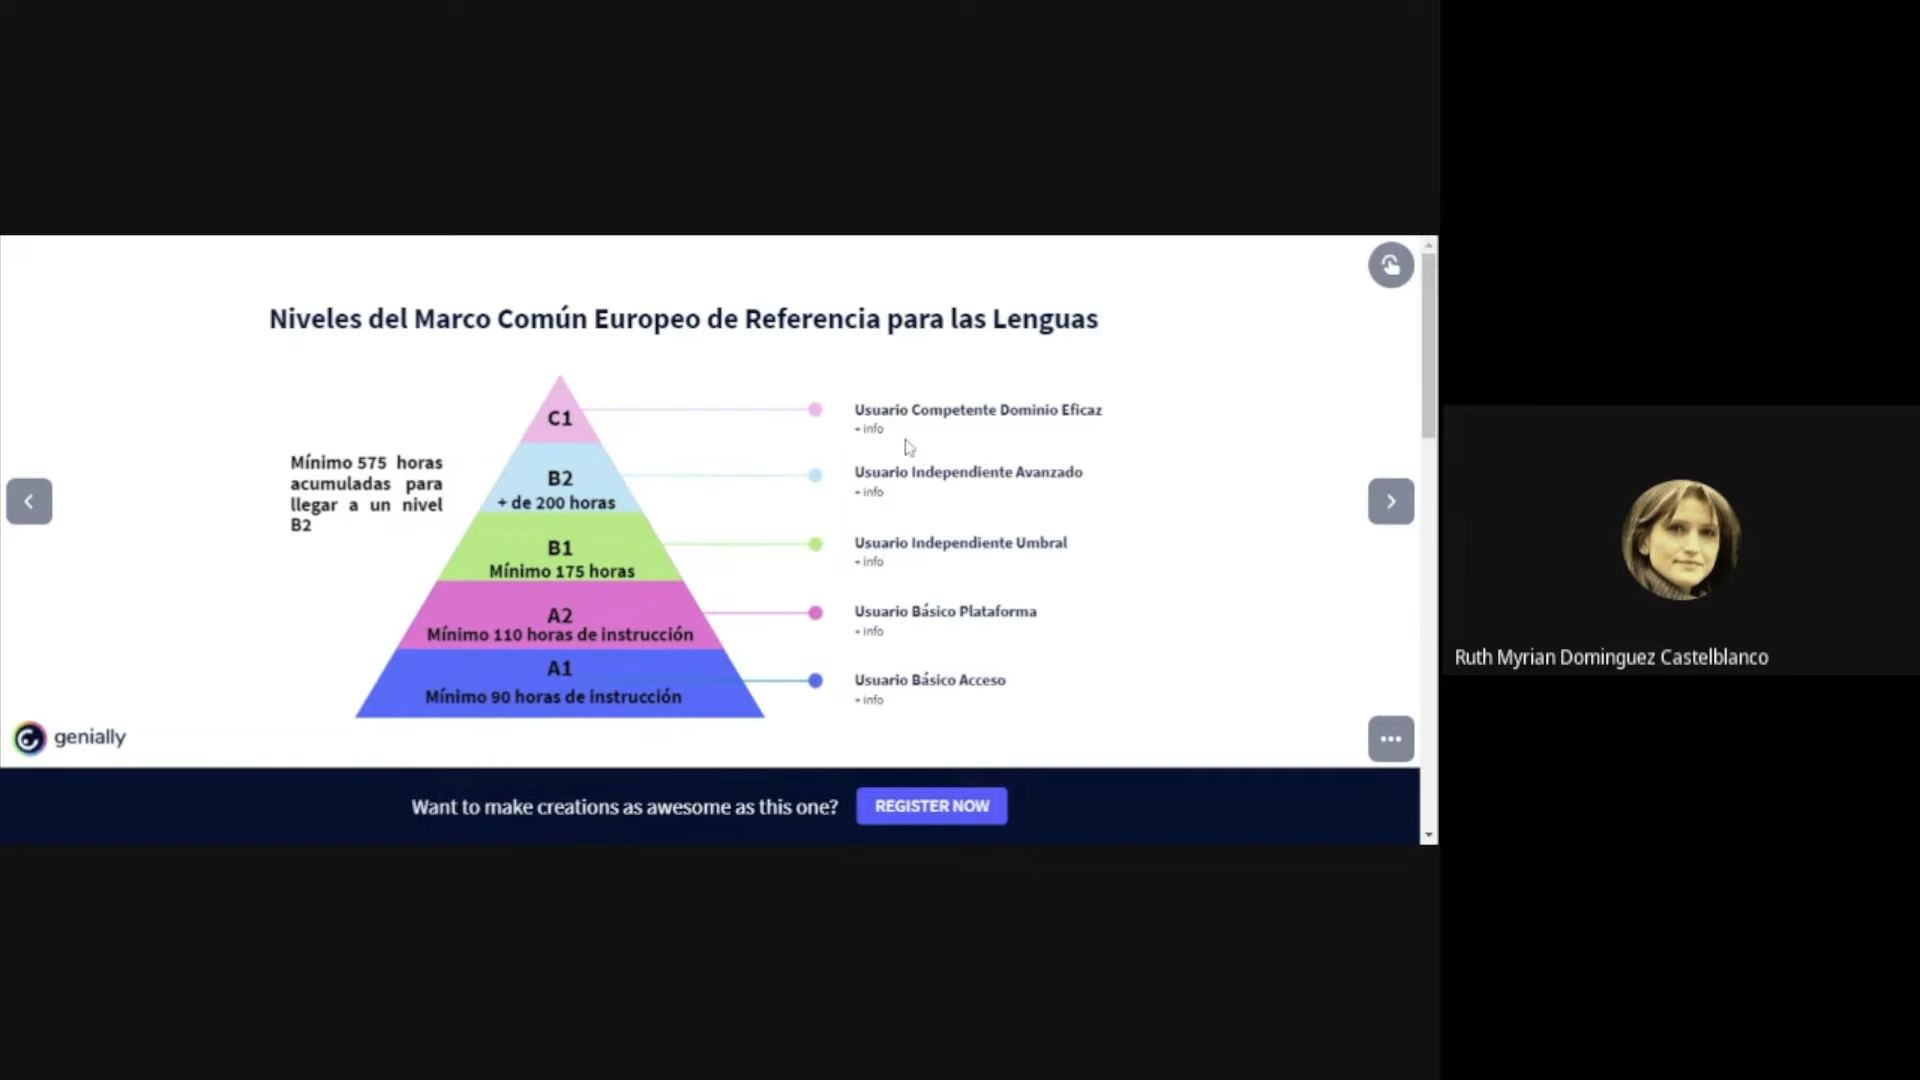 Niveles del Marco Común Europeo de Referencia para las Lenguas
C1
Usuario Competente Dominio Eficaz
+ info
Mínimo 575 horas
acumuladas para
llegar a un nivel
B2
B2
+ de 200 horas
Usuario Independiente Avanzado
+ info
B1
Mínimo 175 horas
Usuario Independiente Umbral
+ info
A2
Mínimo 110 horas de instrucción
Usuario Básico Plataforma
+ info
A1
Mínimo 90 horas de instrucción
Usuario Básico Acceso
+ info
genially
Want to make creations as awesome as this one?
REGISTER NOW
Ruth Myrian Dominguez Castelblanco